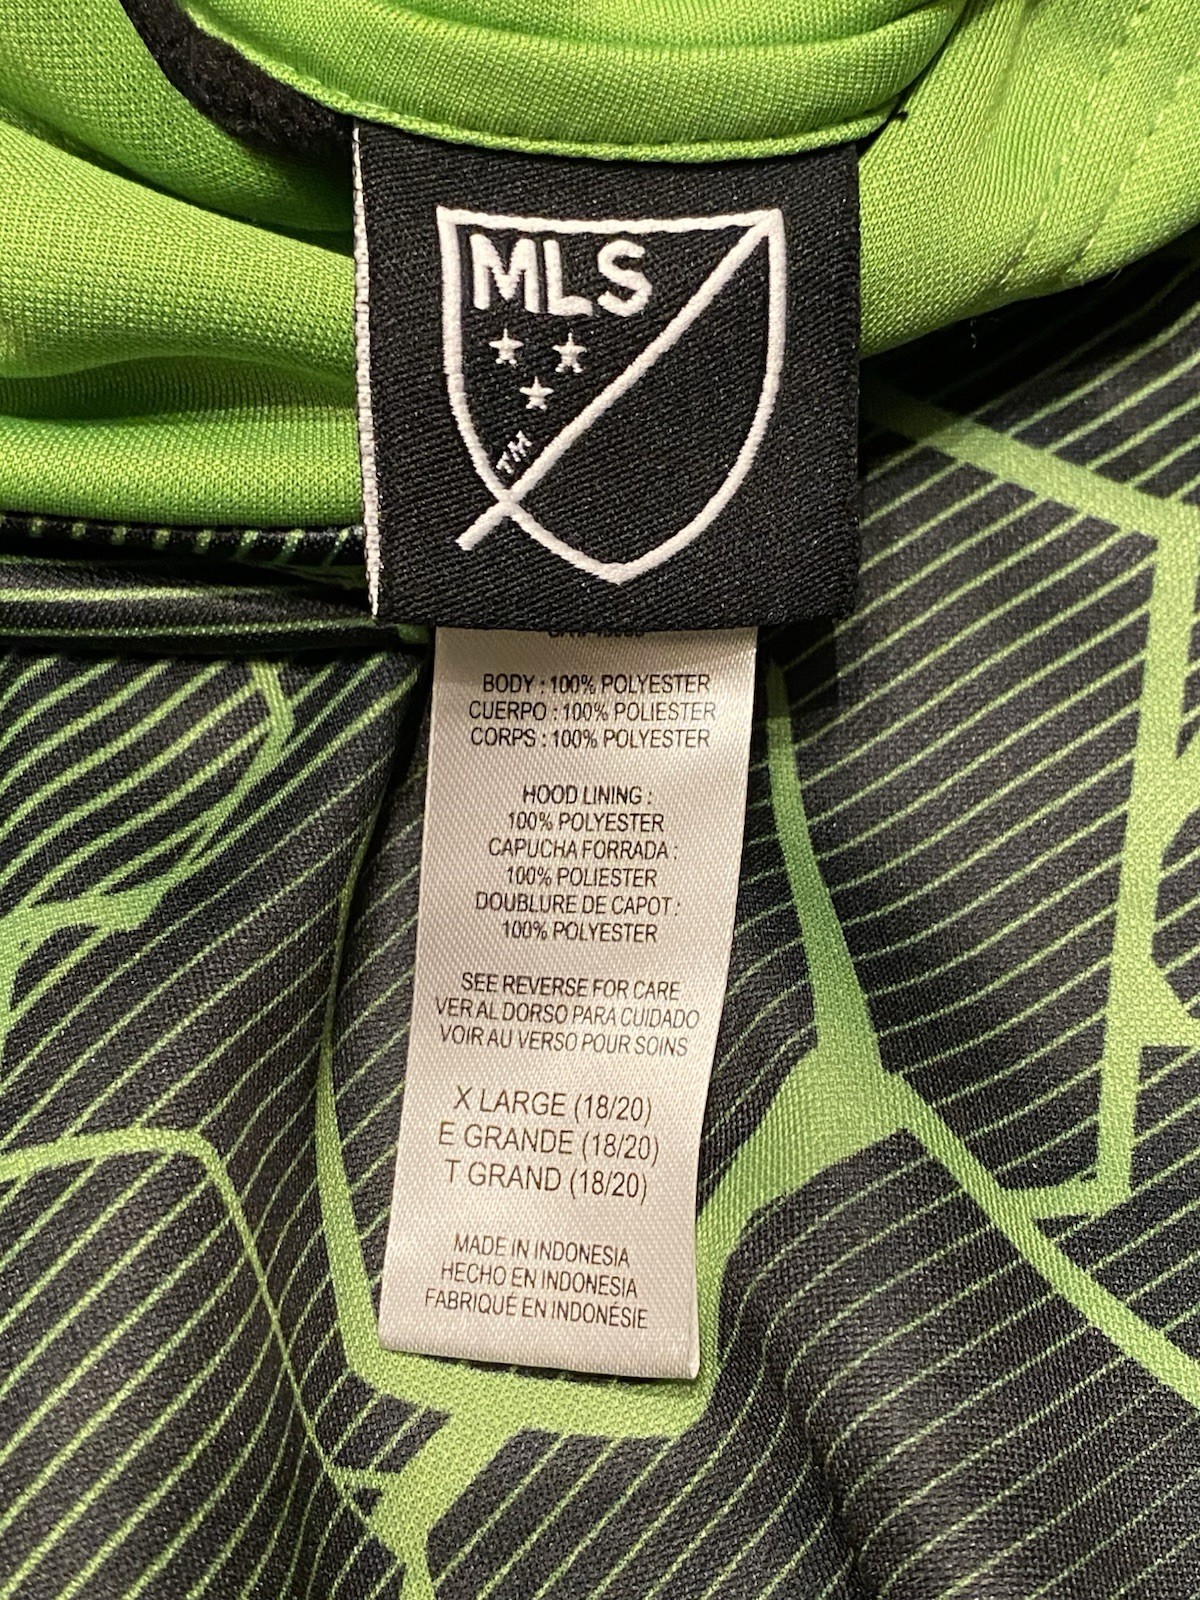 MLS
TM
BODY : 100% POLYESTER
CUERPO : 100% POLIESTER
CORPS : 100% POLYESTER
HOOD LINING :
100% POLYESTER
CAPUCHA FORRADA :
100% POLIESTER
DOUBLURE DE CAPOT :
100% POLYESTER
SEE REVERSE FOR CARE
VER AL DORSO PARA CUIDADO
VOIR AU VERSO POUR SOINS
X LARGE (18/20)
E GRANDE (18/20)
T GRAND (18/20)
MADE IN INDONESIA
HECHO EN INDONESIA
FABRIQUÉ EN INDONÉSIE